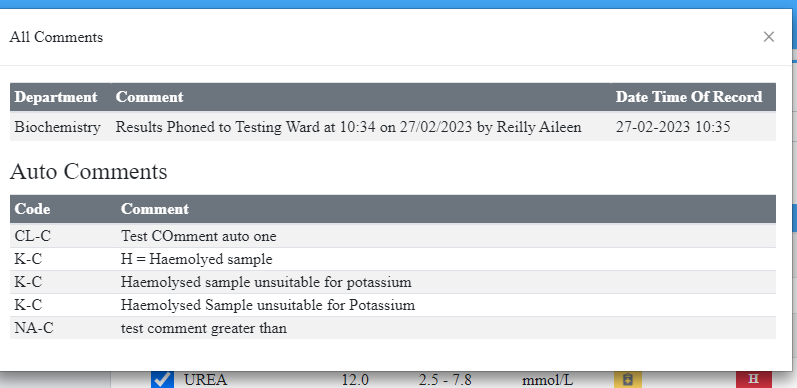 All Comments ×
Department Comment Date Time Of Record
Biochemistry Results Phoned to Testing Ward at 10:34 on 27/02/2023 by Reilly Aileen 27-02-2023 10:35
Auto Comments
Code Comment
CL-C Test COmment auto one
K-C H = Haemolyed sample
K-C Haemolysed sample unsuitable for potassium
K-C Haemolysed Sample unsuitable for Potassium
NA-C test comment greater than
UREA 12.0 2.5 - 7.8 mmol/L H